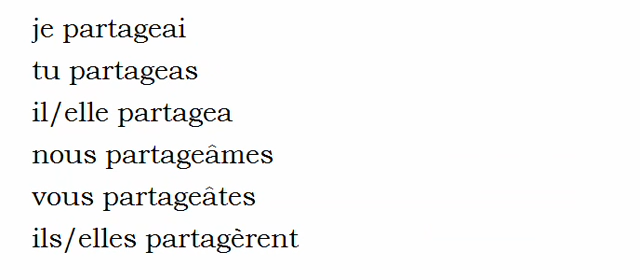 je partageai
tu partageas
il/elle partagea
nous partageâmes
vous partageâtes
ils/elles partagèrent